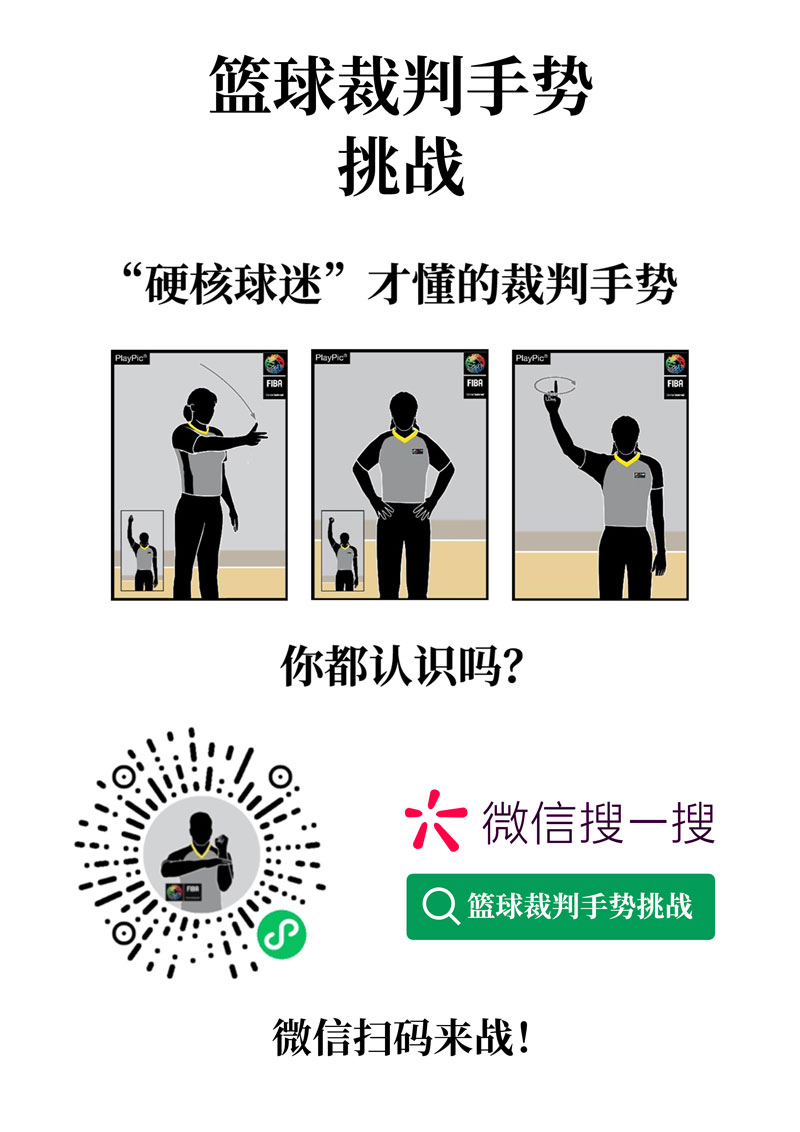 篮球裁判手势
挑战
“硬核球迷”才懂的裁判手势
PlayPic®
FIBA
PlayPic®
FIBA
PlayPic®
FIBA
你都认识吗？
FIBA
微信搜一搜
篮球裁判手势挑战
微信扫码来战！